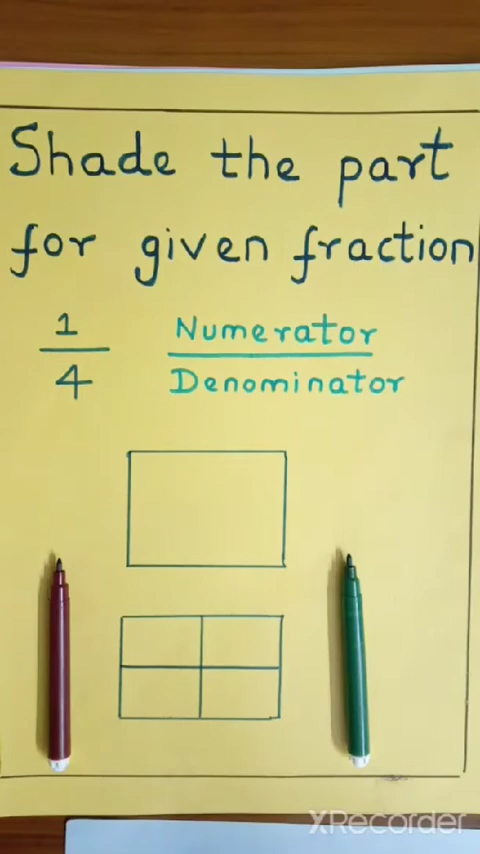 Shade the part
for given fraction
1 Numerator
4 Denominator
XRecorder